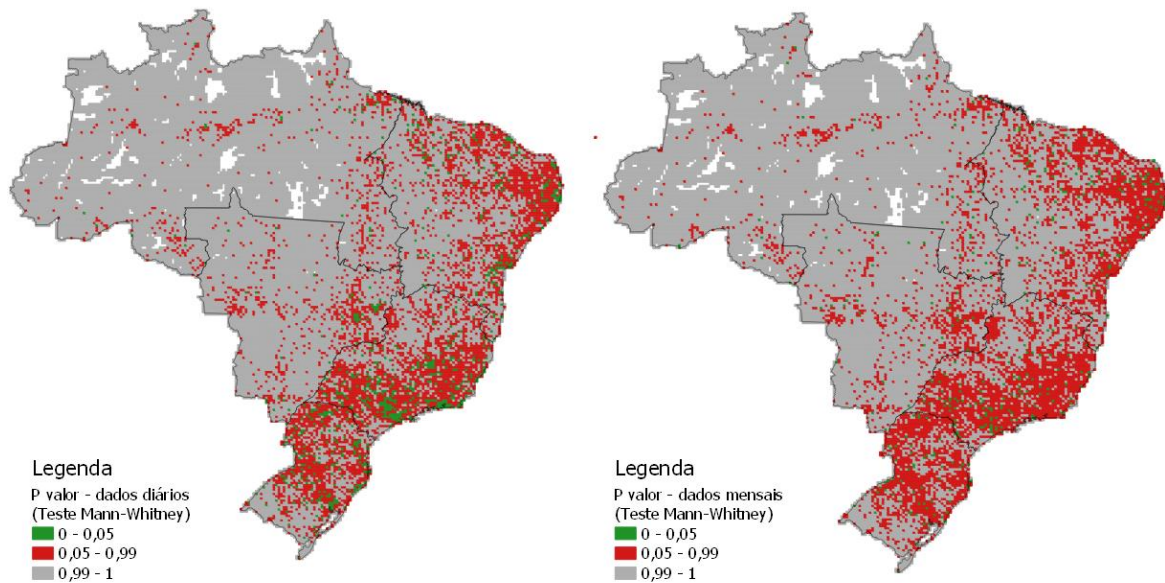 Legenda
P valor - dados diários
(Teste Mann-Whitney)
0 - 0,05
0,05 - 0,99
0,99 - 1
Legenda
P valor - dados mensais
(Teste Mann-Whitney)
0 - 0,05
0,05 - 0,99
0,99 - 1